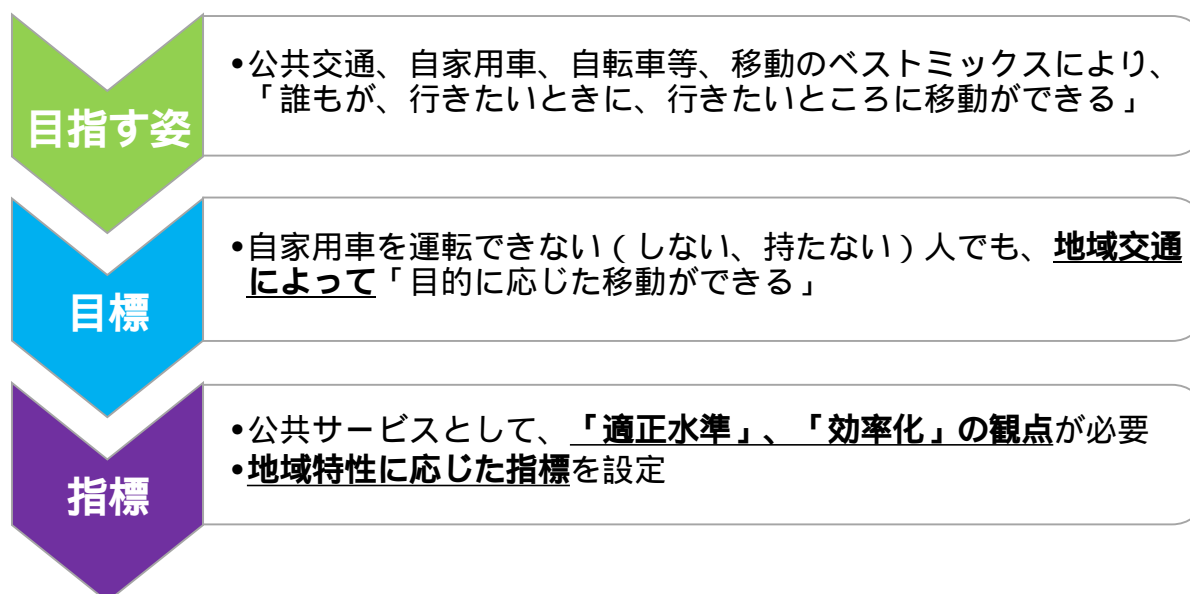 目指す姿
•公共交通、自家用車、自転車等、移動のベストミックスにより、
「誰もが、行きたいときに、行きたいところに移動ができる」
目標
•自家用車を運転できない(しない、持たない)人でも、地域交通
によって「目的に応じた移動ができる」
指標
•公共サービスとして、「適正水準」、「効率化」の観点が必要
•地域特性に応じた指標を設定